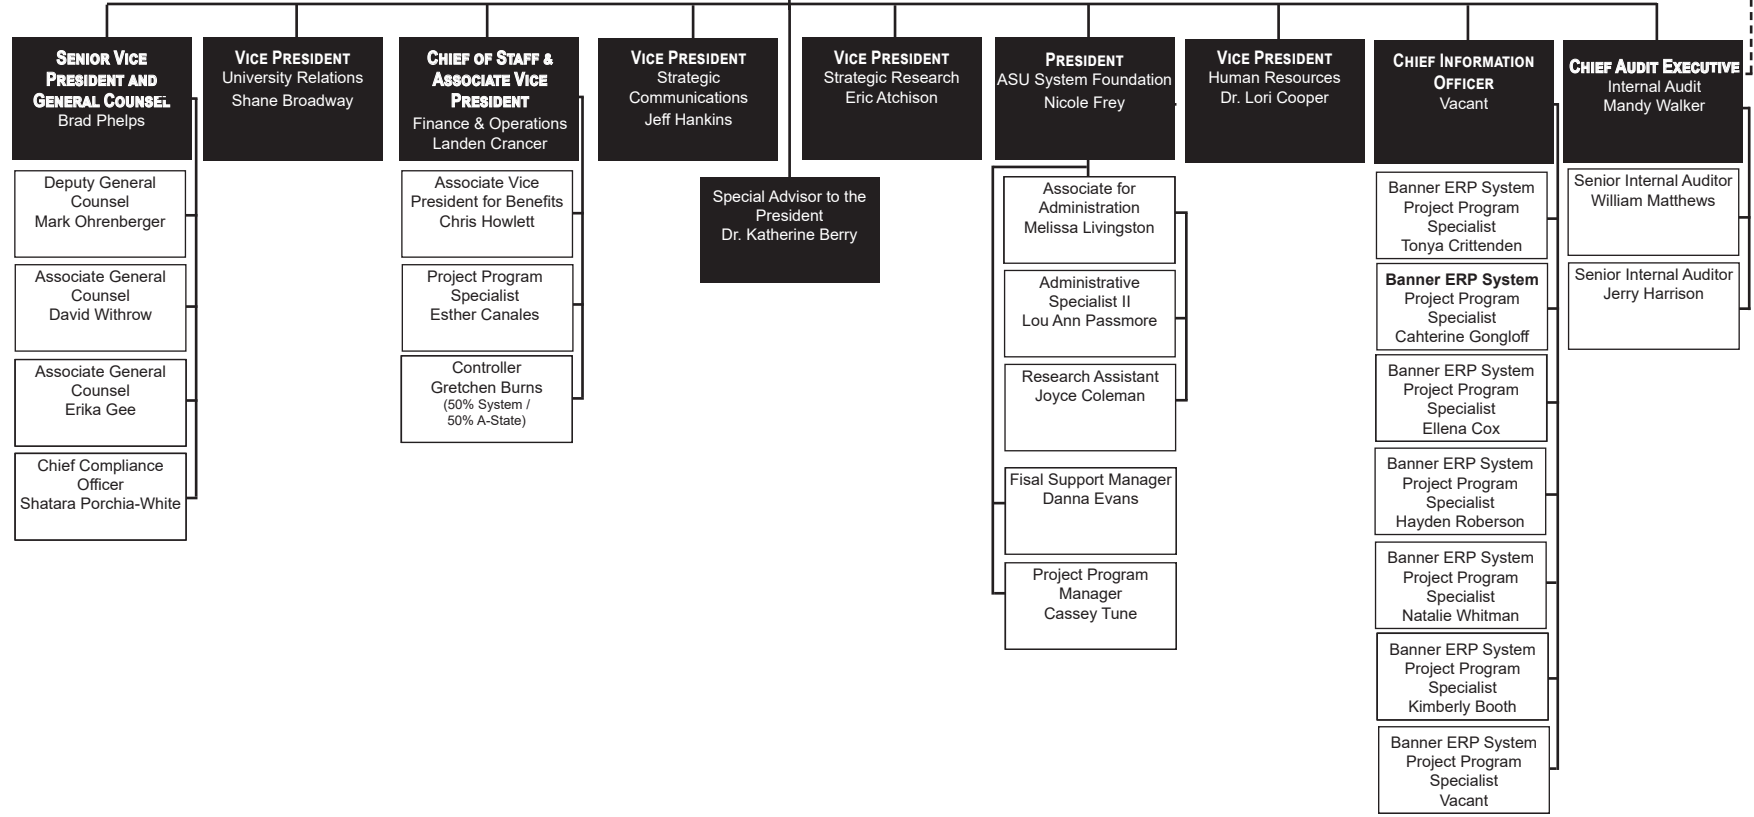 SENIOR VICE
PRESIDENT AND
GENERAL COUNSEL
Brad Phelps
VICE PRESIDENT
University Relations
Shane Broadway
CHIEF OF STAFF &
ASSOCIATE VICE
PRESIDENT
Finance & Operations
Landen Crancer
VICE PRESIDENT
Strategic
Communications
Jeff Hankins
VICE PRESIDENT
Strategic Research
Eric Atchison
PRESIDENT
ASU System Foundation
Nicole Frey
VICE PRESIDENT
Human Resources
Dr. Lori Cooper
CHIEF INFORMATION
OFFICER
Vacant
CHIEF AUDIT EXECUTIVE
Internal Audit
Mandy Walker
Deputy General
Counsel
Mark Ohrenberger
Associate General
Counsel
David Withrow
Associate General
Counsel
Erika Gee
Chief Compliance
Officer
Shatara Porchia-White
Associate Vice
President for Benefits
Chris Howlett
Project Program
Specialist
Esther Canales
Controller
Gretchen Burns
(50% System /
50% A-State)
Special Advisor to the
President
Dr. Katherine Berry
Associate for
Administration
Melissa Livingston
Administrative
Specialist II
Lou Ann Passmore
Research Assistant
Joyce Coleman
Fisal Support Manager
Danna Evans
Project Program
Manager
Cassey Tune
Banner ERP System
Project Program
Specialist
Tonya Crittenden
Banner ERP System
Project Program
Specialist
Cahterine Gongloff
Banner ERP System
Project Program
Specialist
Ellena Cox
Banner ERP System
Project Program
Specialist
Hayden Roberson
Banner ERP System
Project Program
Specialist
Natalie Whitman
Banner ERP System
Project Program
Specialist
Kimberly Booth
Banner ERP System
Project Program
Specialist
Vacant
Senior Internal Auditor
William Matthews
Senior Internal Auditor
Jerry Harrison